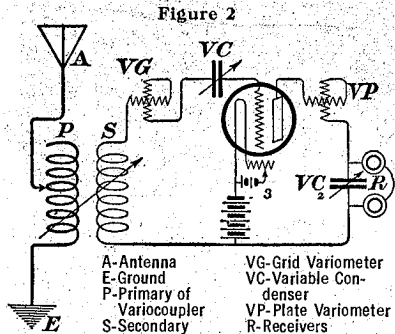 Figure 2
A
VG
VC
VP
P
S
3
VC
2
R
E
A-Antenna
E-Ground
P-Primary of
Variocoupler
S-Secondary
VG-Grid Variometer
VC-Variable Con-
denser
VP-Plate Variometer
R-Receivers